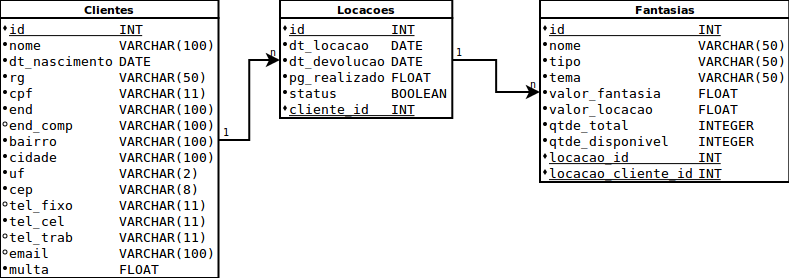 Clientes
id INT
nome VARCHAR(100)
dt_nascimento DATE
rg VARCHAR(50)
cpf VARCHAR(11)
end VARCHAR(100)
end_comp VARCHAR(100)
bairro VARCHAR(100)
cidade VARCHAR(100)
uf VARCHAR(2)
cep VARCHAR(8)
tel_fixo VARCHAR(11)
tel_cel VARCHAR(11)
tel_trab VARCHAR(11)
email VARCHAR(100)
multa FLOAT
1
n
Locacoes
id INT
dt_locacao DATE
dt_devolucao DATE
pg_realizado FLOAT
status BOOLEAN
cliente_id INT
1
n
Fantasias
id INT
nome VARCHAR(50)
tipo VARCHAR(50)
tema VARCHAR(50)
valor_fantasia FLOAT
valor_locacao FLOAT
qtde_total INTEGER
qtde_disponivel INTEGER
locacao_id INT
locacao_cliente_id INT